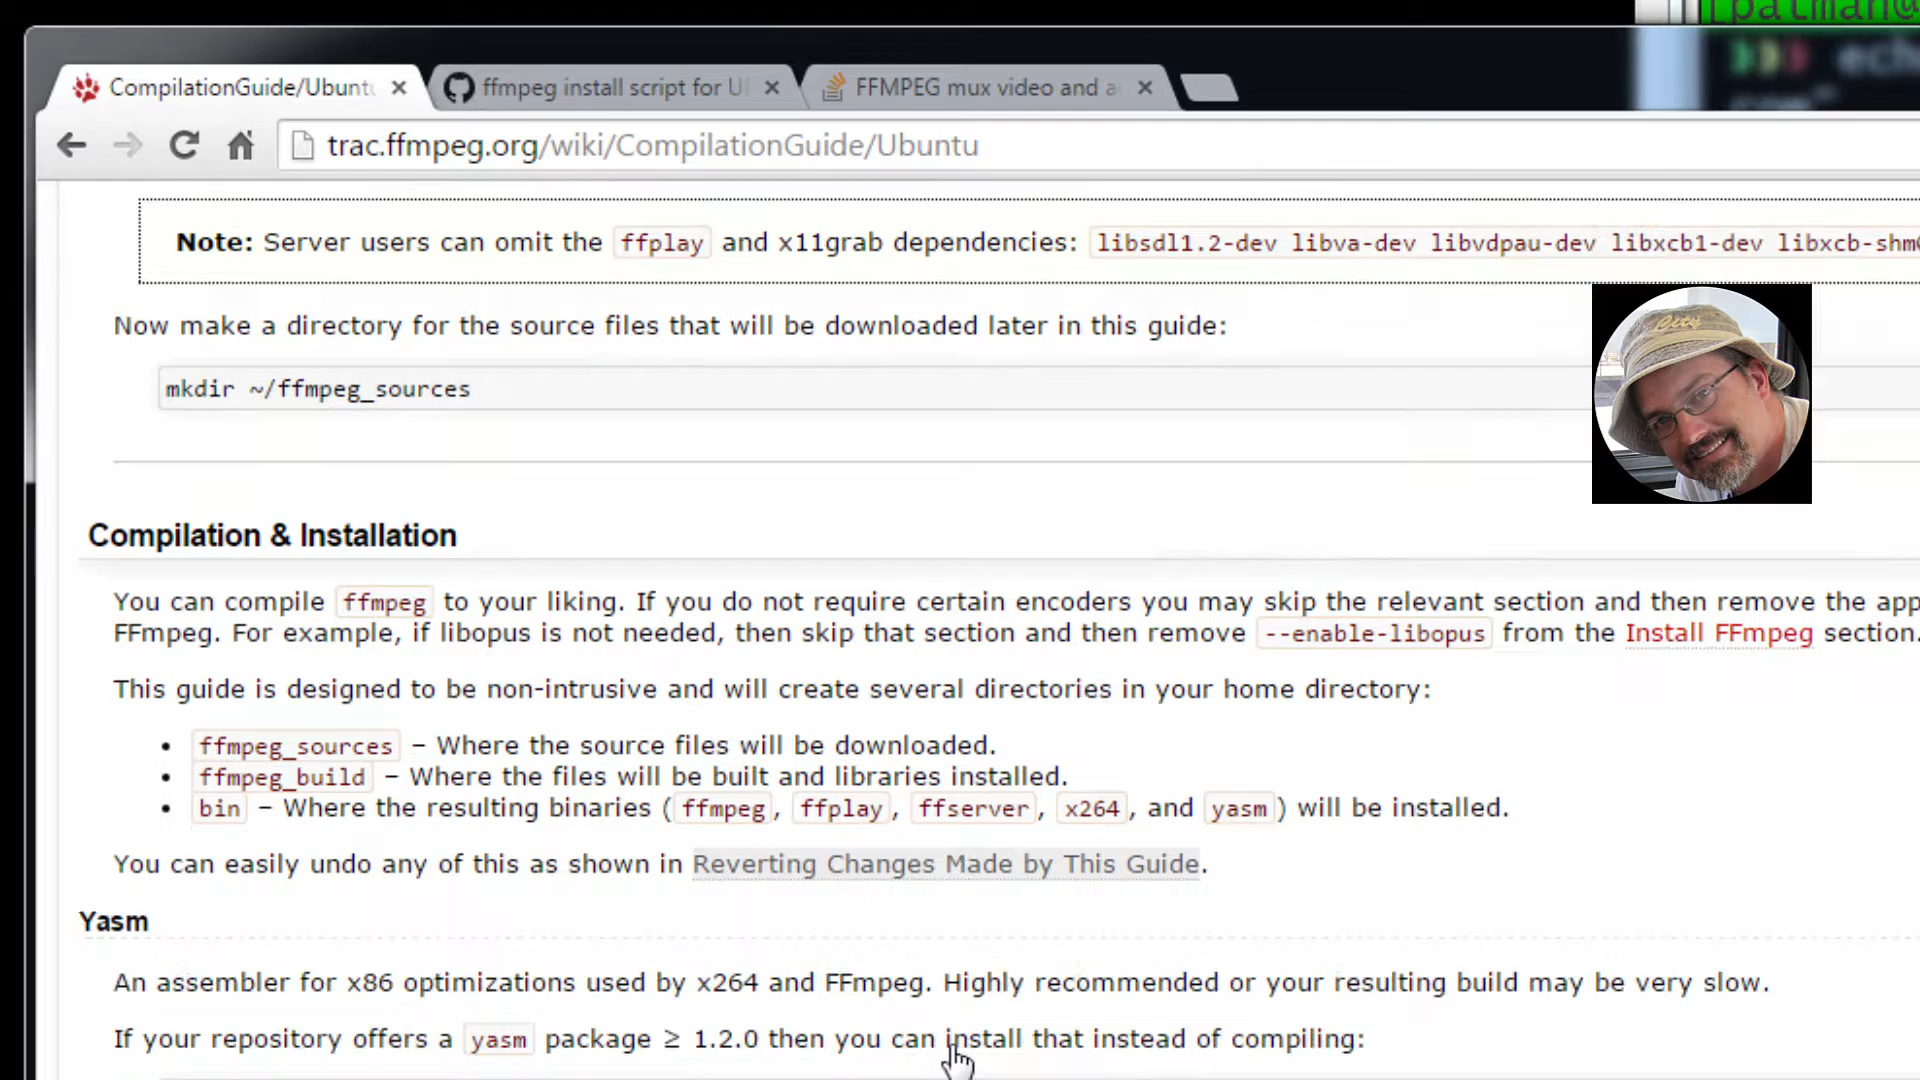 CompilationGuide/Ubuntu
ffmpeg install script for
FFMPEG mux video and
trac.ffmpeg.org/wiki/CompilationGuide/Ubuntu
Note: Server users can omit the ffplay and x11grab dependencies: libsdl1.2-dev libva-dev libvdpau-dev libxcb1-dev libxcb-shm
Now make a directory for the source files that will be downloaded later in this guide:
mkdir ~/ffmpeg_sources
City
Compilation & Installation
You can compile ffmpeg to your liking. If you do not require certain encoders you may skip the relevant section and then remove the app
FFmpeg. For example, if libopus is not needed, then skip that section and then remove --enable-libopus from the Install FFmpeg section.
This guide is designed to be non-intrusive and will create several directories in your home directory:
• ffmpeg_sources – Where the source files will be downloaded.
• ffmpeg_build – Where the files will be built and libraries installed.
• bin – Where the resulting binaries (ffmpeg, ffplay, ffserver, x264, and yasm) will be installed.
You can easily undo any of this as shown in Reverting Changes Made by This Guide.
Yasm
An assembler for x86 optimizations used by x264 and FFmpeg. Highly recommended or your resulting build may be very slow.
If your repository offers a yasm package ≥ 1.2.0 then you can install that instead of compiling: